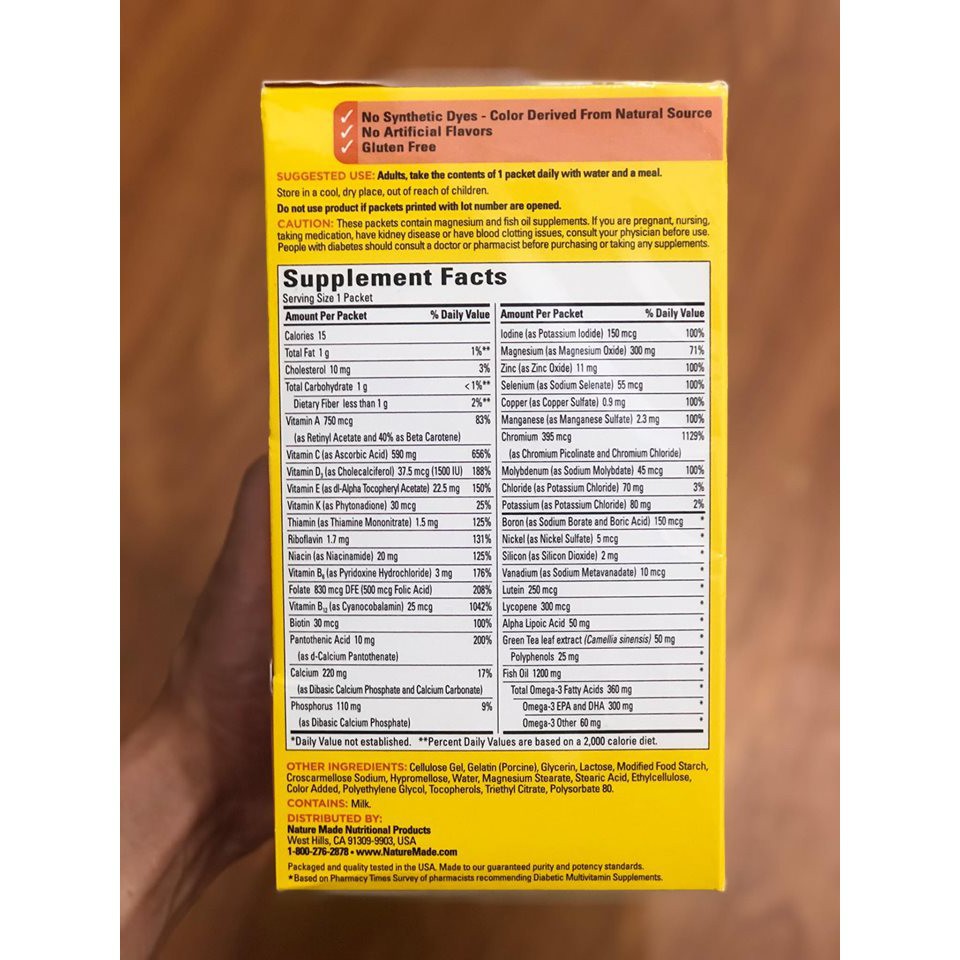 No Synthetic Dyes - Color Derived From Natural Source
No Artificial Flavors
Gluten Free
SUGGESTED USE: Adults, take the contents of 1 packet daily with water and a meal.
Store in a cool, dry place, out of reach of children.
Do not use product if packets printed with lot number are opened.
CAUTION: These packets contain magnesium and fish oil supplements. If you are pregnant, nursing,
taking medication, have kidney disease or have blood clotting issues, consult your physician before use.
People with diabetes should consult a doctor or pharmacist before purchasing or taking any supplements.
Supplement Facts
Serving Size 1 Packet
Amount Per Packet % Daily Value
Calories 15
Total Fat 1 g 1%**
Cholesterol 10 mg 3%
Total Carbohydrate 1 g <1%**
Dietary Fiber less than 1 g 2%**
Vitamin A 750 mcg 83%
(as Retinyl Acetate and 40% as Beta Carotene)
Vitamin C (as Ascorbic Acid) 590 mg 656%
Vitamin D₃ (as Cholecalciferol) 37.5 mcg (1500 IU) 188%
Vitamin E (as dl-Alpha Tocopheryl Acetate) 22.5 mg 150%
Vitamin K (as Phytonadione) 30 mcg 25%
Thiamin (as Thiamine Mononitrate) 1.5 mg 125%
Riboflavin 1.7 mg 131%
Niacin (as Niacinamide) 20 mg 125%
Vitamin B₆ (as Pyridoxine Hydrochloride) 3 mg 176%
Folate 830 mcg DFE (500 mcg Folic Acid) 208%
Vitamin B₁₂ (as Cyanocobalamin) 25 mcg 1042%
Biotin 30 mcg 100%
Pantothenic Acid 10 mg 200%
(as d-Calcium Pantothenate)
Calcium 220 mg 17%
(as Dibasic Calcium Phosphate and Calcium Carbonate)
Phosphorus 110 mg 9%
(as Dibasic Calcium Phosphate)
Amount Per Packet % Daily Value
Iodine (as Potassium Iodide) 150 mcg 100%
Magnesium (as Magnesium Oxide) 300 mg 71%
Zinc (as Zinc Oxide) 11 mg 100%
Selenium (as Sodium Selenate) 55 mcg 100%
Copper (as Copper Sulfate) 0.9 mg 100%
Manganese (as Manganese Sulfate) 2.3 mg 100%
Chromium 395 mcg 1129%
(as Chromium Picolinate and Chromium Chloride)
Molybdenum (as Sodium Molybdate) 45 mcg 100%
Chloride (as Potassium Chloride) 70 mg 3%
Potassium (as Potassium Chloride) 80 mg 2%
Boron (as Sodium Borate and Boric Acid) 150 mcg *
Nickel (as Nickel Sulfate) 5 mcg *
Silicon (as Silicon Dioxide) 2 mg *
Vanadium (as Sodium Metavanadate) 10 mcg *
Lutein 250 mcg *
Lycopene 300 mcg *
Alpha Lipoic Acid 50 mg *
Green Tea leaf extract (Camellia sinensis) 50 mg *
Polyphenols 25 mg *
Fish Oil 1200 mg *
Total Omega-3 Fatty Acids 360 mg *
Omega-3 EPA and DHA 300 mg *
Omega-3 Other 60 mg *
*Daily Value not established. **Percent Daily Values are based on a 2,000 calorie diet.
OTHER INGREDIENTS: Cellulose Gel, Gelatin (Porcine), Glycerin, Lactose, Modified Food Starch,
Croscarmellose Sodium, Hypromellose, Water, Magnesium Stearate, Stearic Acid, Ethylcellulose,
Color Added, Polyethylene Glycol, Tocopherols, Triethyl Citrate, Polysorbate 80.
CONTAINS: Milk.
DISTRIBUTED BY:
Nature Made Nutritional Products
West Hills, CA 91309-9903, USA
1-800-276-2878 • www.NatureMade.com
Packaged and quality tested in the USA. Made to our guaranteed purity and potency standards.
*Based on Pharmacy Times Survey of pharmacists recommending Diabetic Multivitamin Supplements.